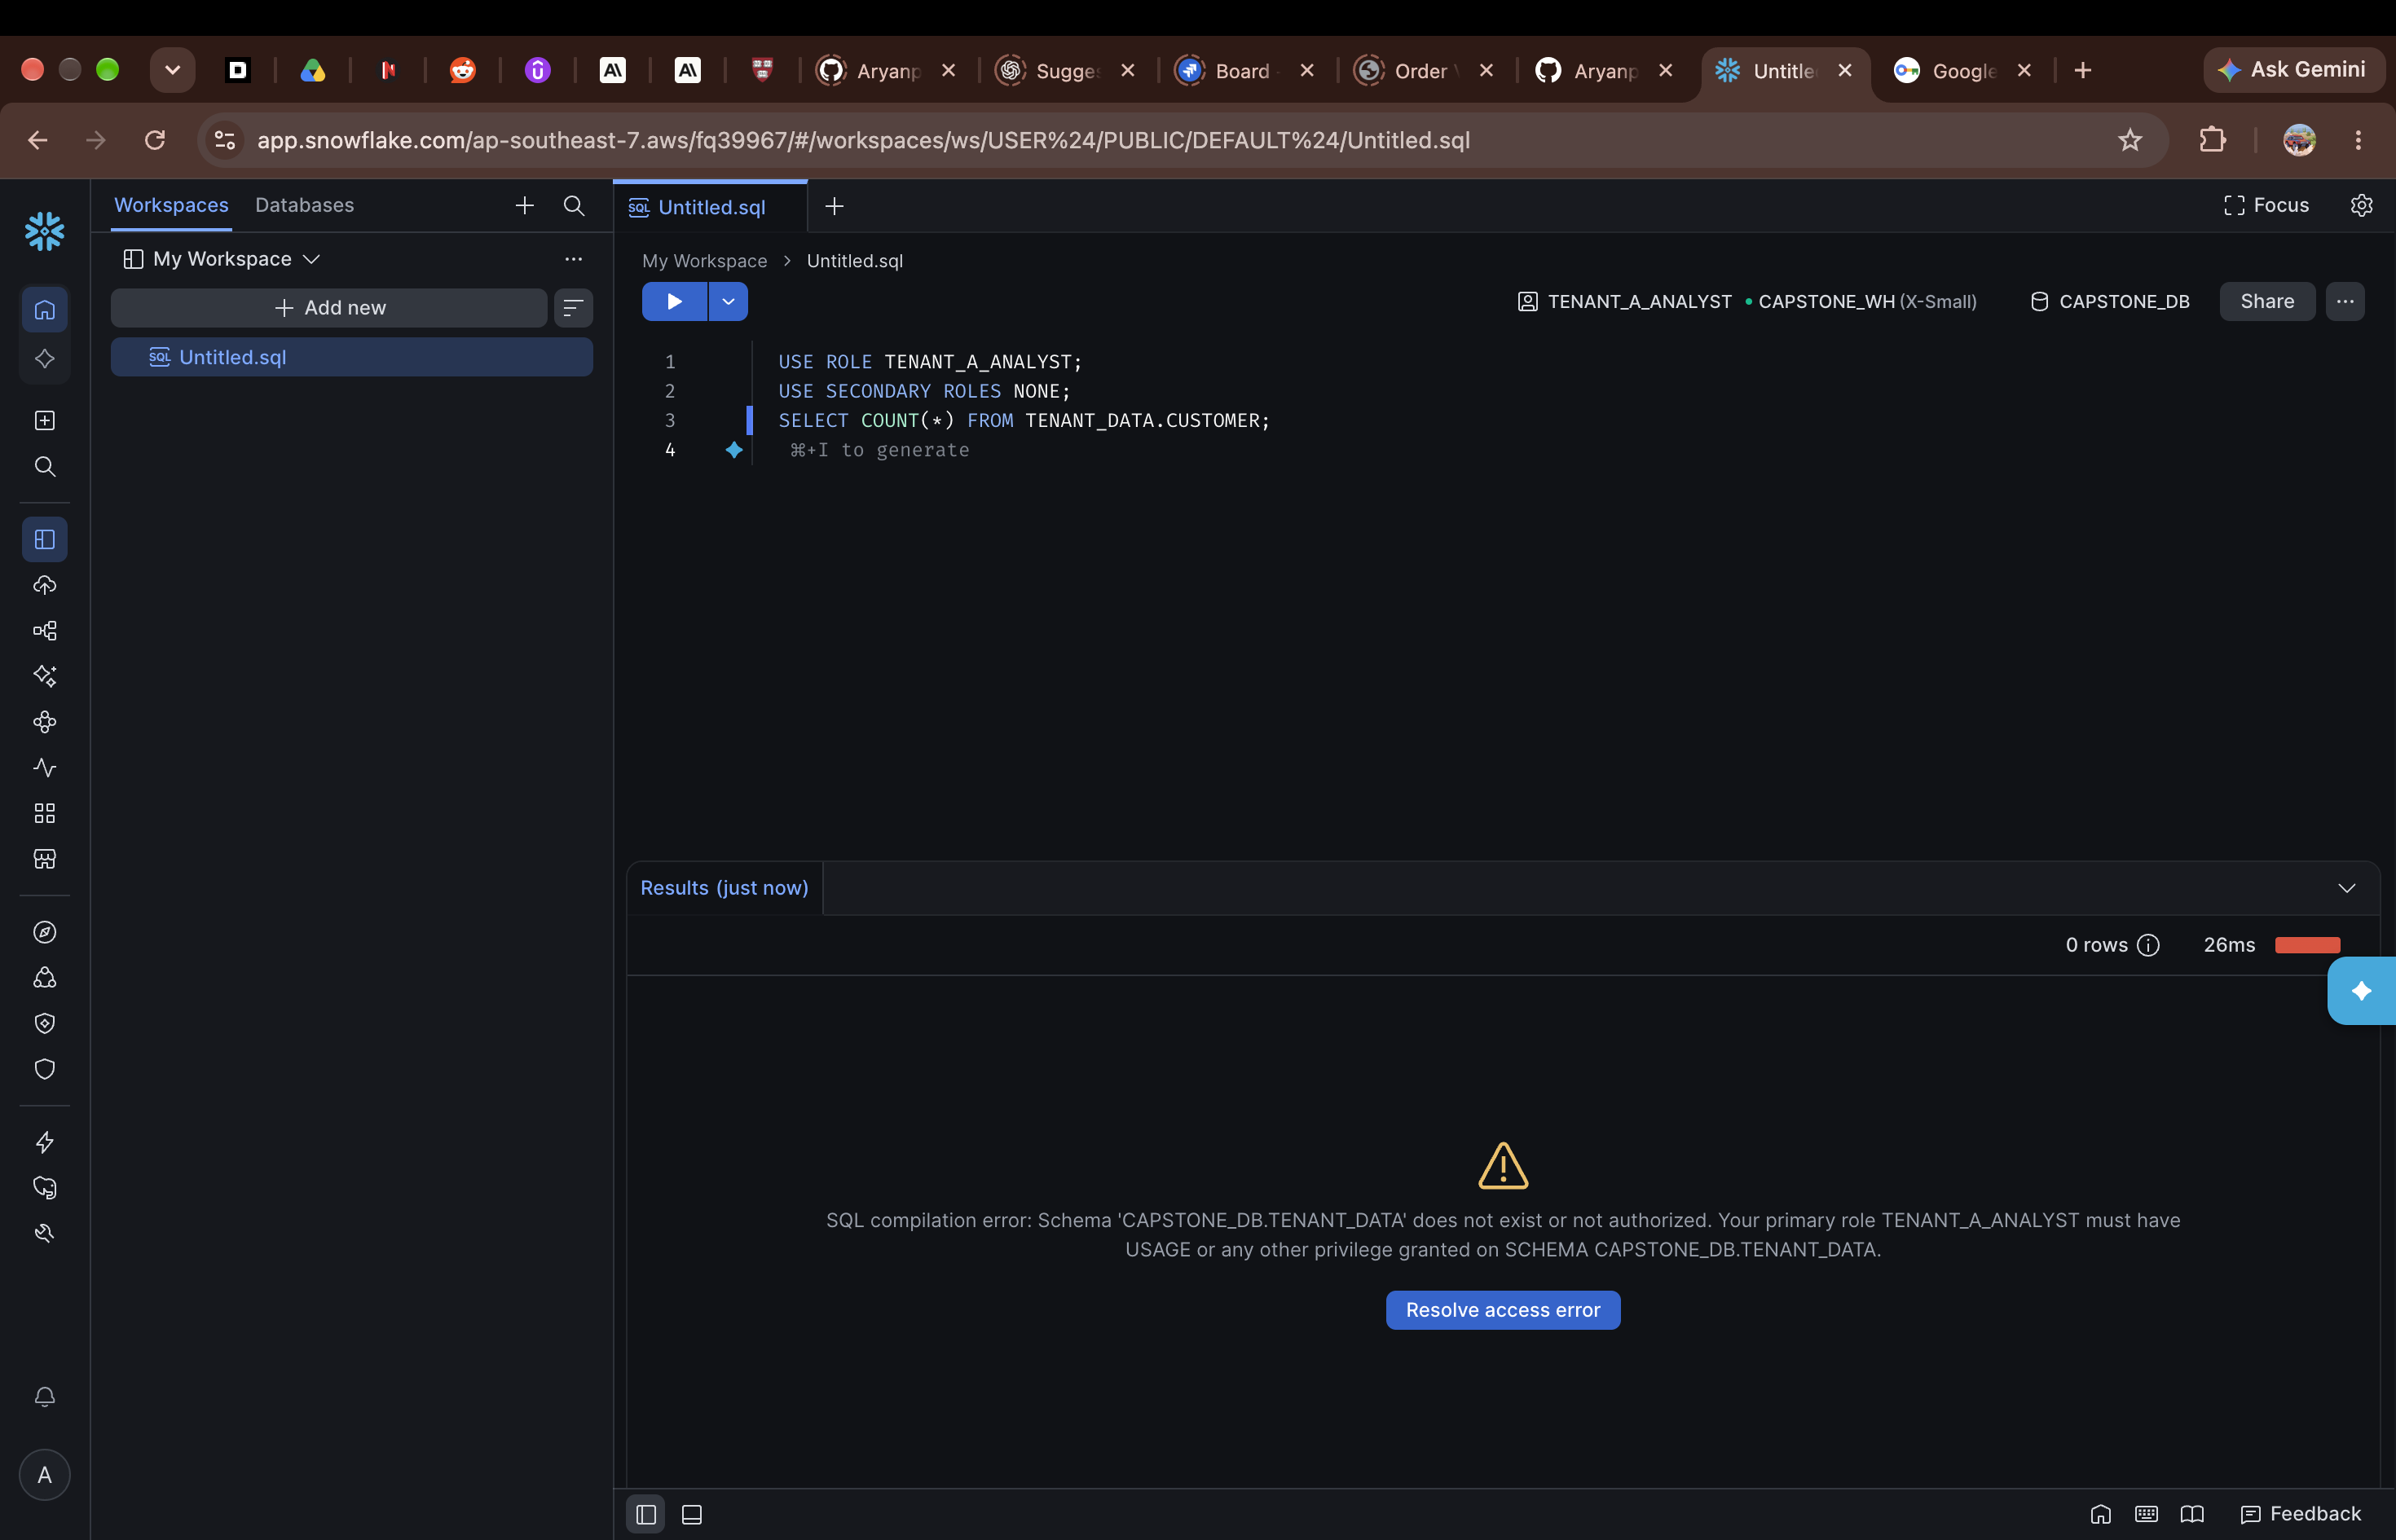 Aryanp
Sugges
Board
Order
Aryanp
Untitle
Google
Ask Gemini
app.snowflake.com/ap-southeast-7.aws/fq39967/#/workspaces/ws/USER%24/PUBLIC/DEFAULT%24/Untitled.sql
Workspaces Databases
SQL Untitled.sql
Focus
My Workspace
My Workspace > Untitled.sql
Add new
TENANT_A_ANALYST • CAPSTONE_WH (X-Small)
CAPSTONE_DB
Share
SQL Untitled.sql
1 USE ROLE TENANT_A_ANALYST;
2 USE SECONDARY ROLES NONE;
3 SELECT COUNT(*) FROM TENANT_DATA.CUSTOMER;
4 ⌘+I to generate
Results (just now)
0 rows 26ms
SQL compilation error: Schema 'CAPSTONE_DB.TENANT_DATA' does not exist or not authorized. Your primary role TENANT_A_ANALYST must have
USAGE or any other privilege granted on SCHEMA CAPSTONE_DB.TENANT_DATA.
Resolve access error
A
Feedback